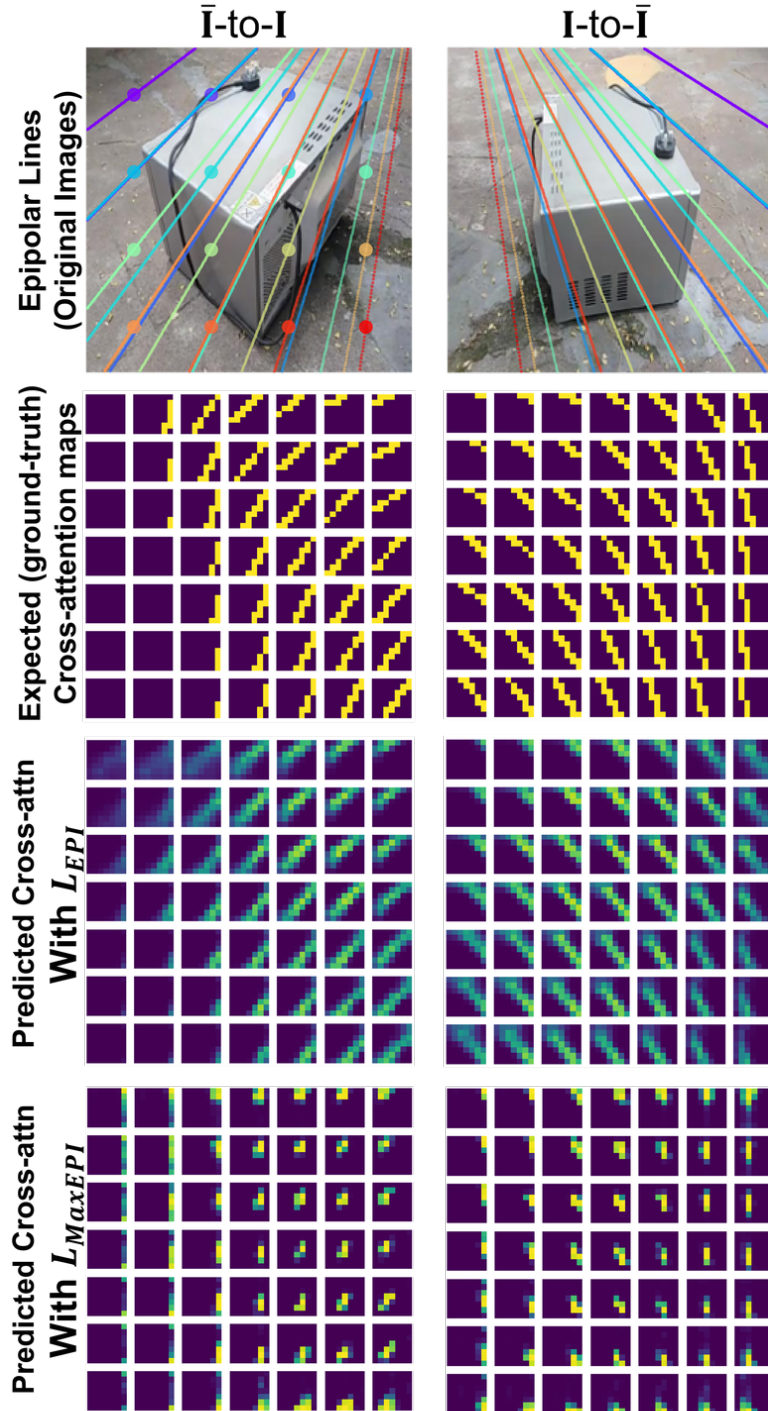 Ī-to-I
I-to-Ī
Epipolar Lines
(Original Images)
Expected (ground-truth)
Cross-attention maps
Predicted Cross-attn
With L_EPI
Predicted Cross-attn
With L_MaxEPI